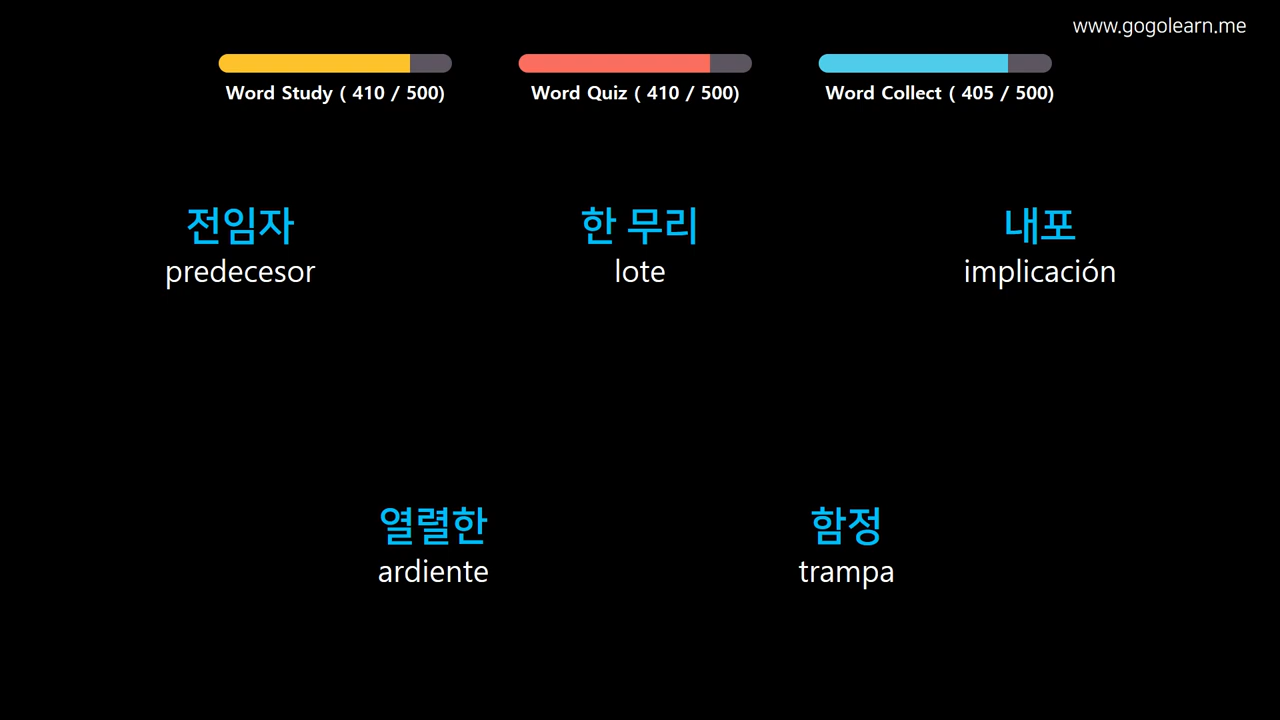 www.gogolearn.me
Word Study ( 410 / 500)
Word Quiz ( 410 / 500)
Word Collect ( 405 / 500)
전임자
predecesor
한 무리
lote
내포
implicación
열렬한
ardiente
함정
trampa